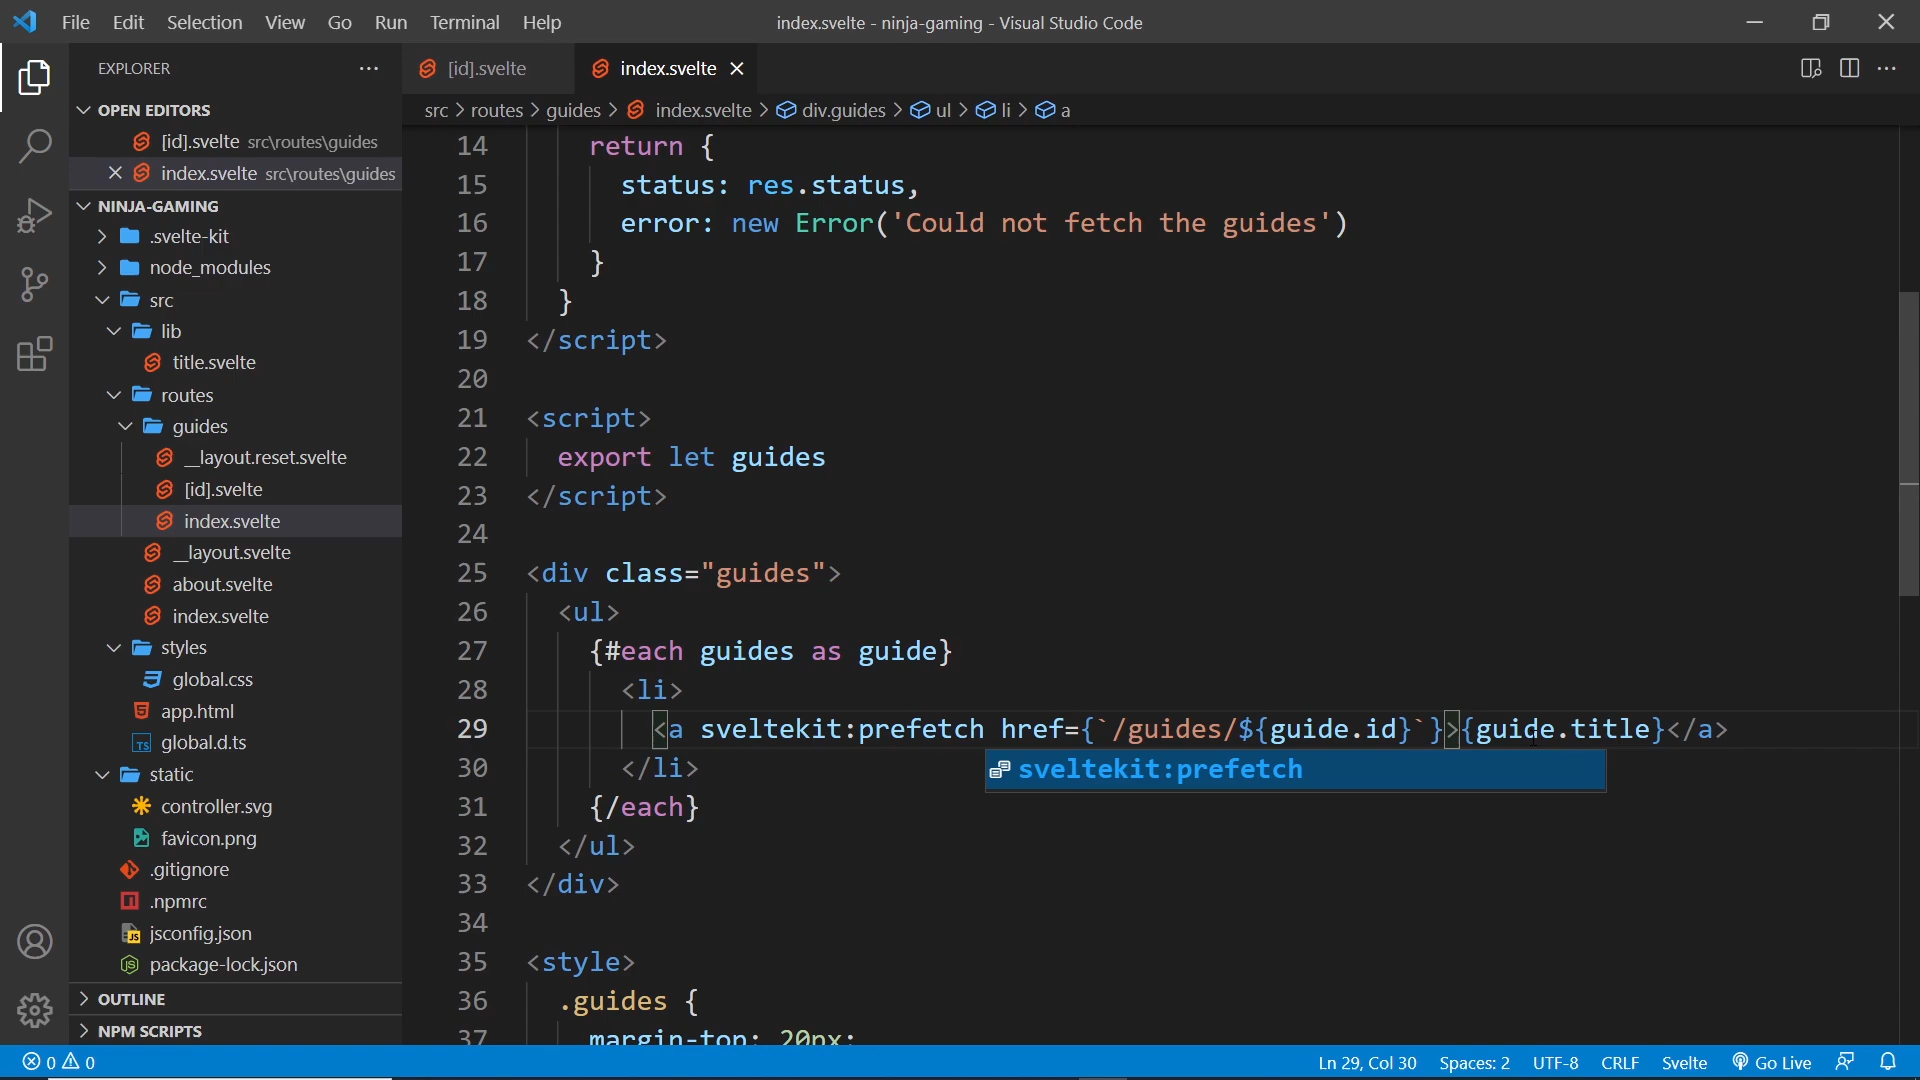 File Edit Selection View Go Run Terminal Help
index.svelte - ninja-gaming - Visual Studio Code
EXPLORER
OPEN EDITORS
[id].svelte src\routes\guides
index.svelte src\routes\guides
NINJA-GAMING
.svelte-kit
node_modules
src
lib
title.svelte
routes
guides
__layout.reset.svelte
[id].svelte
index.svelte
__layout.svelte
about.svelte
index.svelte
styles
global.css
app.html
TS global.d.ts
static
controller.svg
favicon.png
.gitignore
.npmrc
JS jsconfig.json
JS package-lock.json
OUTLINE
NPM SCRIPTS
[id].svelte
index.svelte
src > routes > guides > index.svelte > div.guides > ul > li > a
14 return {
15 status: res.status,
16 error: new Error('Could not fetch the guides')
17 }
18 }
19 </script>
20
21 <script>
22 export let guides
23 </script>
24
25 <div class="guides">
26 <ul>
27 {#each guides as guide}
28 <li>
29 <a sveltekit:prefetch href={`/guides/${guide.id}`}>{guide.title}</a>
sveltekit:prefetch
30 </li>
31 {/each}
32 </ul>
33 </div>
34
35 <style>
36 .guides {
37 margin-top: 20px;
0 0
Ln 29, Col 30 Spaces: 2 UTF-8 CRLF Svelte Go Live